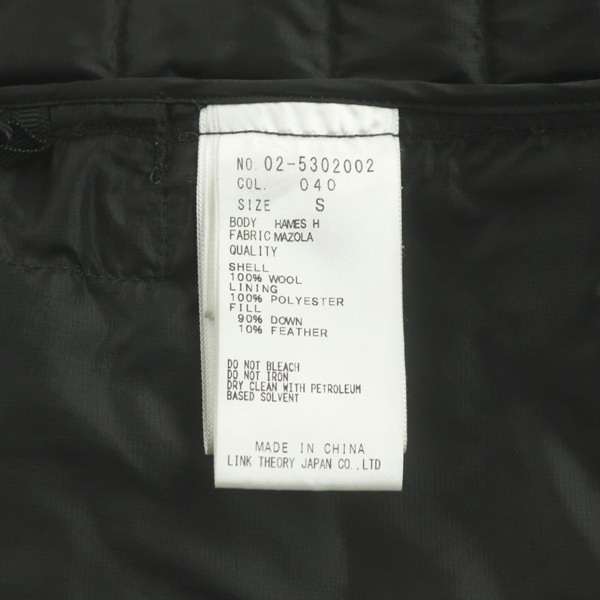 NO. 02-5302002
COL. 040
SIZE S
BODY HAMES H
FABRIC MAZOLA
QUALITY
SHELL
100% WOOL
LINING
100% POLYESTER
FILL
90% DOWN
10% FEATHER
DO NOT BLEACH
DO NOT IRON
DRY CLEAN WITH PETROLEUM
BASED SOLVENT
MADE IN CHINA
LINK THEORY JAPAN CO.,LTD